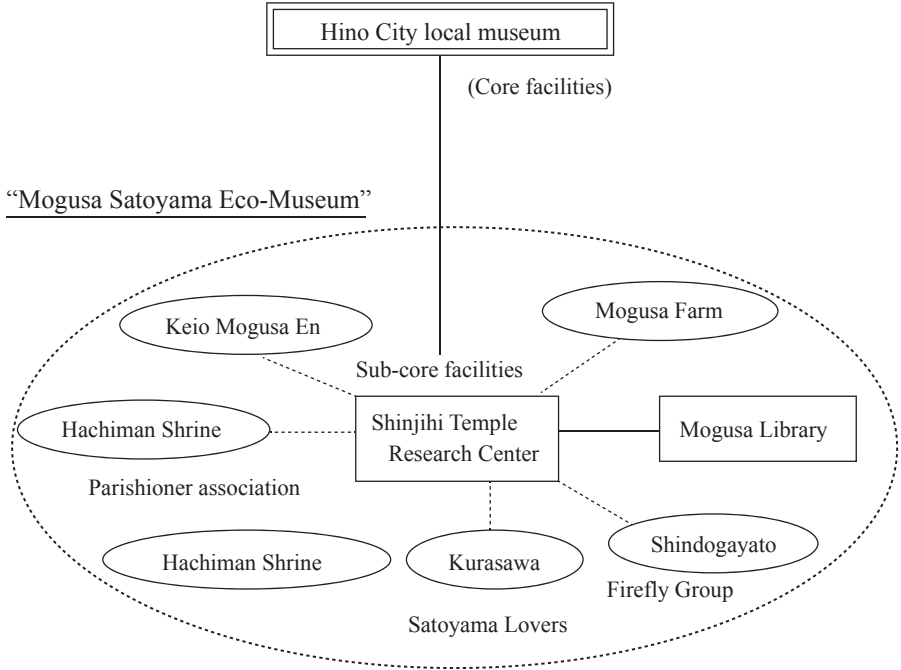 Hino City local museum
(Core facilities)
“Mogusa Satoyama Eco-Museum”
Keio Mogusa En
Mogusa Farm
Sub-core facilities
Hachiman Shrine
Shinjihi Temple
Research Center
Mogusa Library
Parishioner association
Hachiman Shrine
Kurasawa
Shindogayato
Firefly Group
Satoyama Lovers